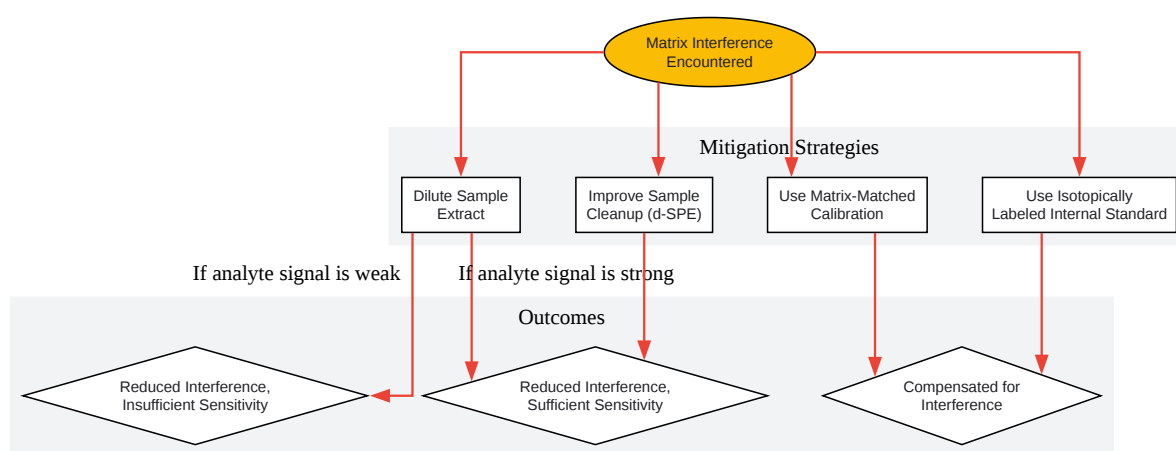 Matrix Interference
Encountered
Mitigation Strategies
Dilute Sample
Extract
Improve Sample
Cleanup (d-SPE)
Use Matrix-Matched
Calibration
Use Isotopically
Labeled Internal Standard
If analyte signal is weak
If analyte signal is strong
Outcomes
Reduced Interference,
Insufficient Sensitivity
Reduced Interference,
Sufficient Sensitivity
Compensated for
Interference